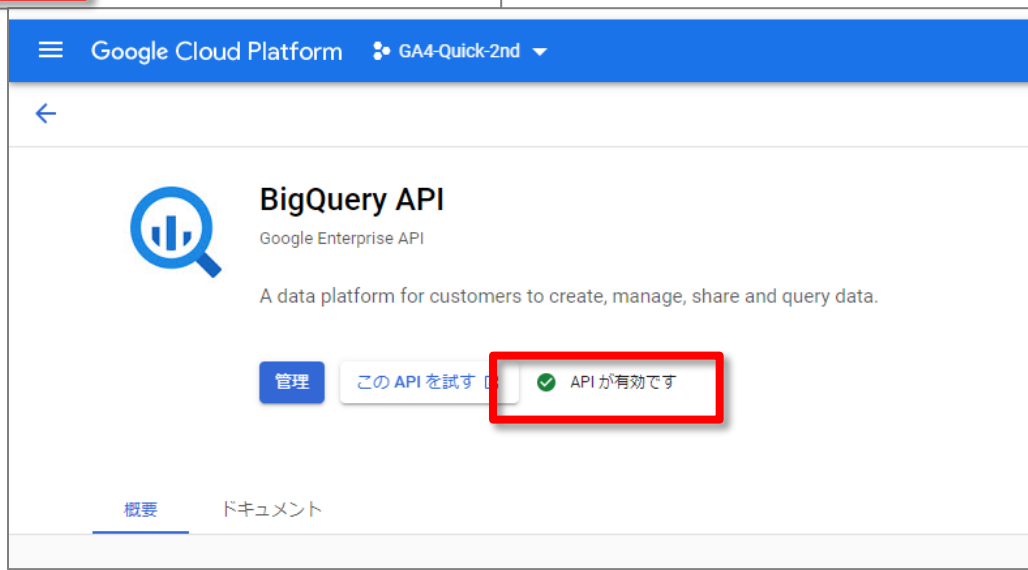 Google Cloud Platform GA4-Quick-2nd
BigQuery API
Google Enterprise API
A data platform for customers to create, manage, share and query data.
管理 この API を試す API が有効です
概要 ドキュメント